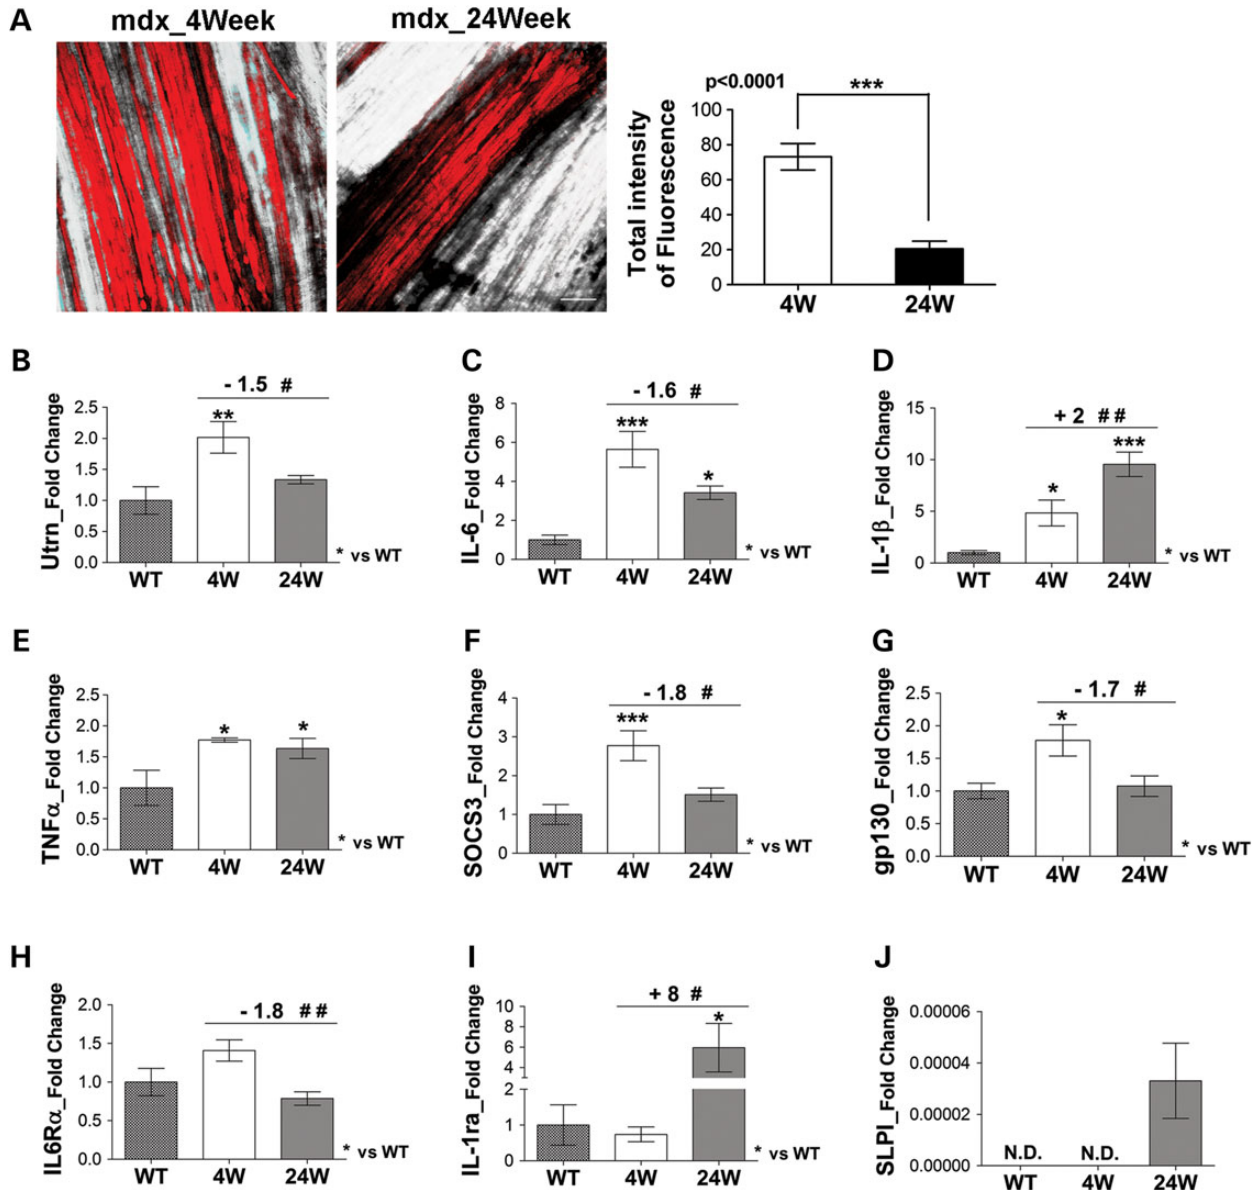 A
mdx_4Week
mdx_24Week
p<0.0001
***
Total intensity
of Fluorescence
100
80
60
40
20
0
4W
24W
B
- 1.5 #
Utrn_Fold Change
2.5
2.0
1.5
1.0
0.5
0.0
**
WT
4W
24W
* vs WT
C
- 1.6 #
IL-6_Fold Change
8
6
4
2
0
***
*
WT
4W
24W
* vs WT
D
+ 2 ##
IL-1β_Fold Change
15
10
5
0
*
***
WT
4W
24W
* vs WT
E
TNFα_Fold Change
2.5
2.0
1.5
1.0
0.5
0.0
*
*
WT
4W
24W
* vs WT
F
- 1.8 #
SOCS3_Fold Change
4
3
2
1
0
***
WT
4W
24W
* vs WT
G
- 1.7 #
gp130_Fold Change
2.5
2.0
1.5
1.0
0.5
0.0
*
WT
4W
24W
* vs WT
H
- 1.8 ##
IL6Rα_Fold Change
2.0
1.5
1.0
0.5
0.0
WT
4W
24W
* vs WT
I
+ 8 #
IL-1ra_Fold Change
10
8
6
4
2
1
0
*
WT
4W
24W
* vs WT
J
SLPI_Fold Change
0.00006
0.00004
0.00002
0.00000
N.D.
N.D.
WT
4W
24W